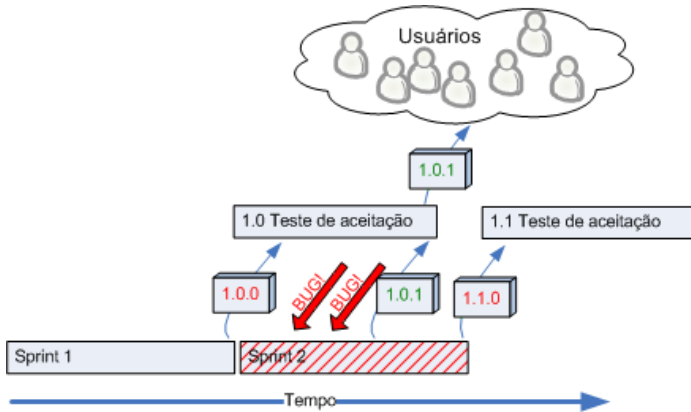 Usuários
1.0.1
1.0 Teste de aceitação
1.1 Teste de aceitação
1.0.0
BUG!
BUG!
1.0.1
1.1.0
Sprint 1
Sprint 2
Tempo